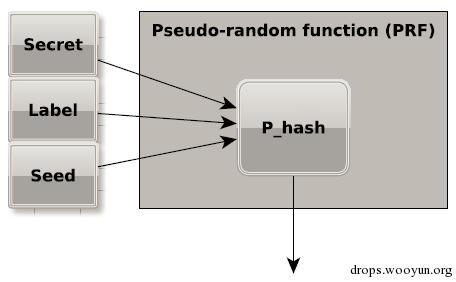 Secret
Pseudo-random function (PRF)
Label
P_hash
Seed
drops.wooyun.org